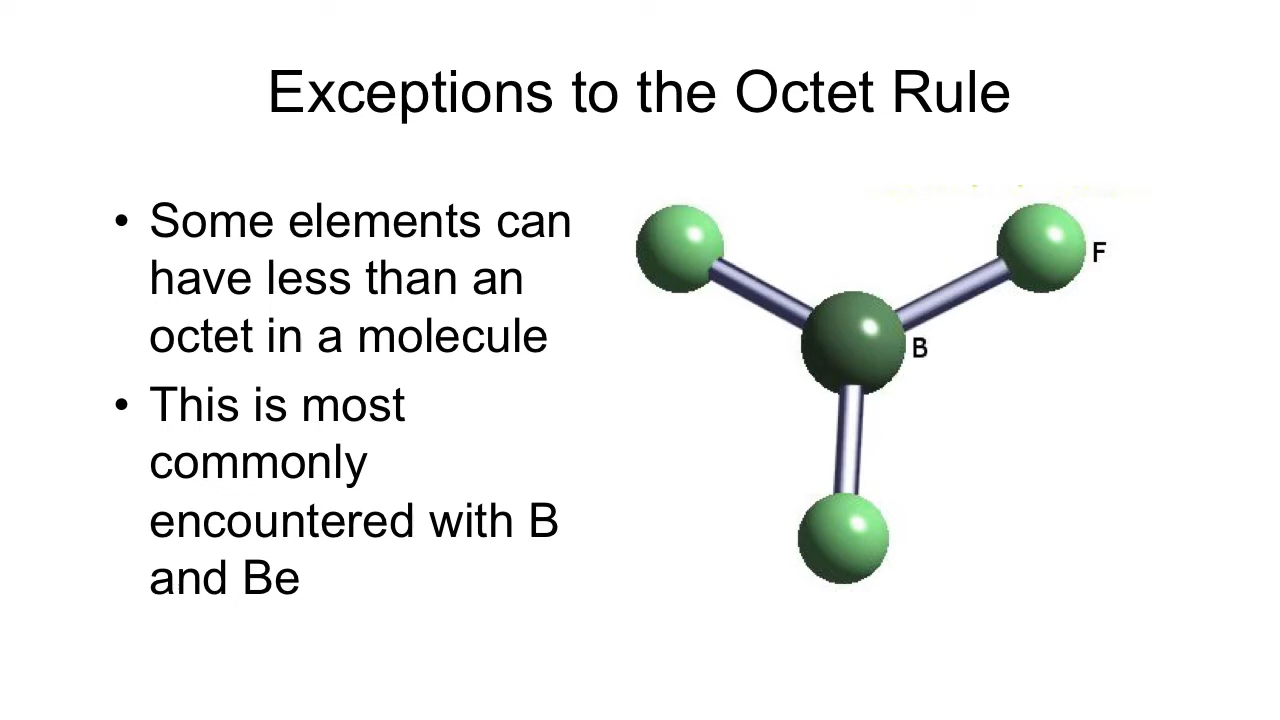 Exceptions to the Octet Rule
• Some elements can
have less than an
octet in a molecule
• This is most
commonly
encountered with B
and Be
F
B